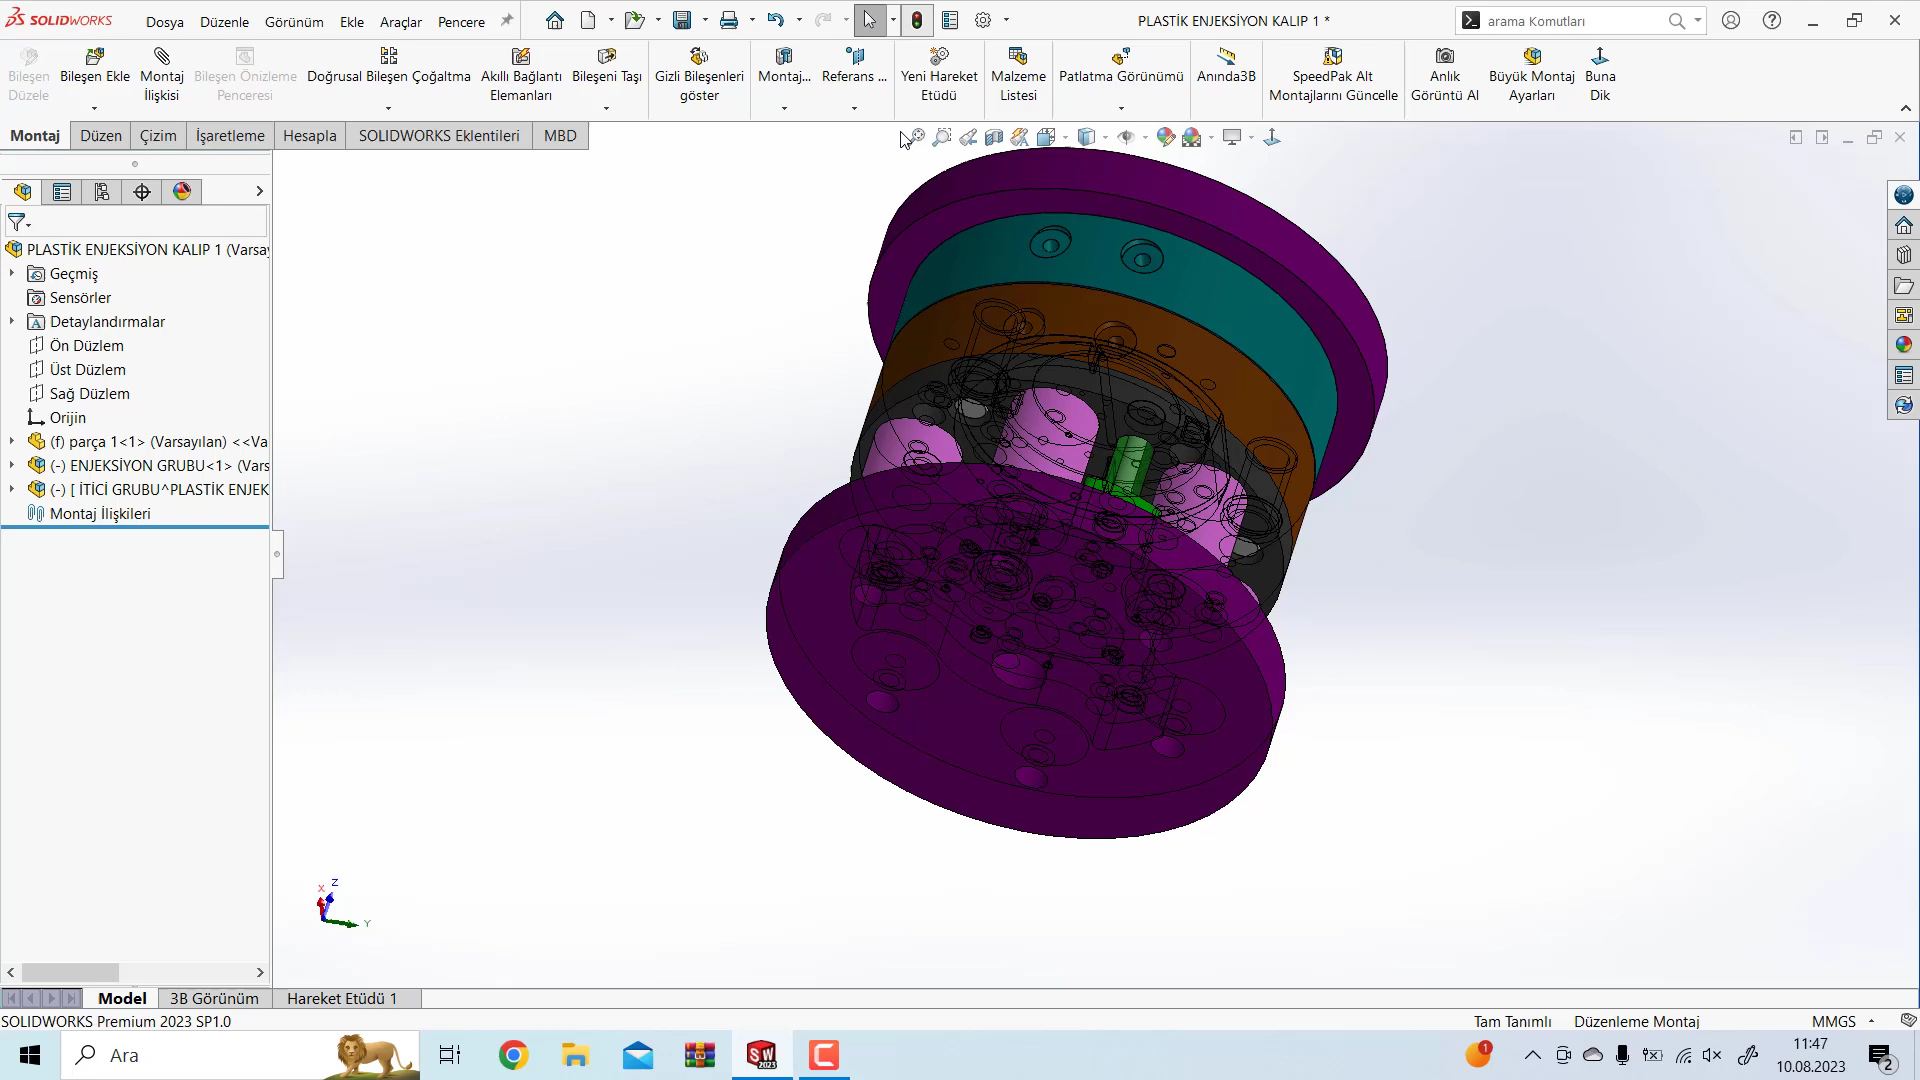 SOLIDWORKS
Dosya Düzenle Görünüm Ekle Araçlar Pencere
PLASTİK ENJEKSİYON KALIP 1 *
arama Komutları
Bileşen Düzele
Bileşen Ekle
Montaj İlişkisi
Bileşen Önizleme Penceresi
Doğrusal Bileşen Çoğaltma
Akıllı Bağlantı Elemanları
Bileşeni Taşı
Gizli Bileşenleri göster
Montaj...
Referans ...
Yeni Hareket Etüdü
Malzeme Listesi
Patlatma Görünümü
Anında3B
SpeedPak Alt Montajlarını Güncelle
Anlık Görüntü Al
Büyük Montaj Ayarları
Buna Dik
Montaj Düzen Çizim İşaretleme Hesapla SOLIDWORKS Eklentileri MBD
PLASTİK ENJEKSİYON KALIP 1 (Varsa
Geçmiş
Sensörler
Detaylandırmalar
Ön Düzlem
Üst Düzlem
Sağ Düzlem
Orijin
(f) parça 1<1> (Varsayılan) <<Va
(-) ENJEKSİYON GRUBU<1> (Vars
(-) [ İTİCİ GRUBU^PLASTİK ENJEK
Montaj İlişkileri
X Z
Y
Model 3B Görünüm Hareket Etüdü 1
SOLIDWORKS Premium 2023 SP1.0
Tam Tanımlı Düzenleme Montaj MMGS
Ara
SW 2023
1
11:47
10.08.2023
2